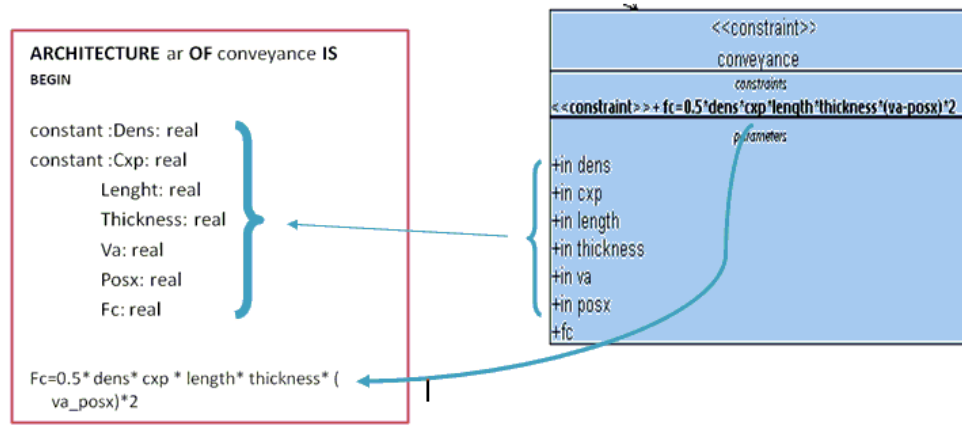 ARCHITECTURE ar OF conveyance IS
BEGIN
constant :Dens: real
constant :Cxp: real
Lenght: real
Thickness: real
Va: real
Posx: real
Fc: real
Fc=0.5* dens* cxp * length* thickness* (
va_posx)*2
<<constraint>>
conveyance
constraints
<<constraint>> + fc=0.5*dens*cxp*length*thickness*(va-posx)*2
parameters
+in dens
+in cxp
+in length
+in thickness
+in va
+in posx
+fc